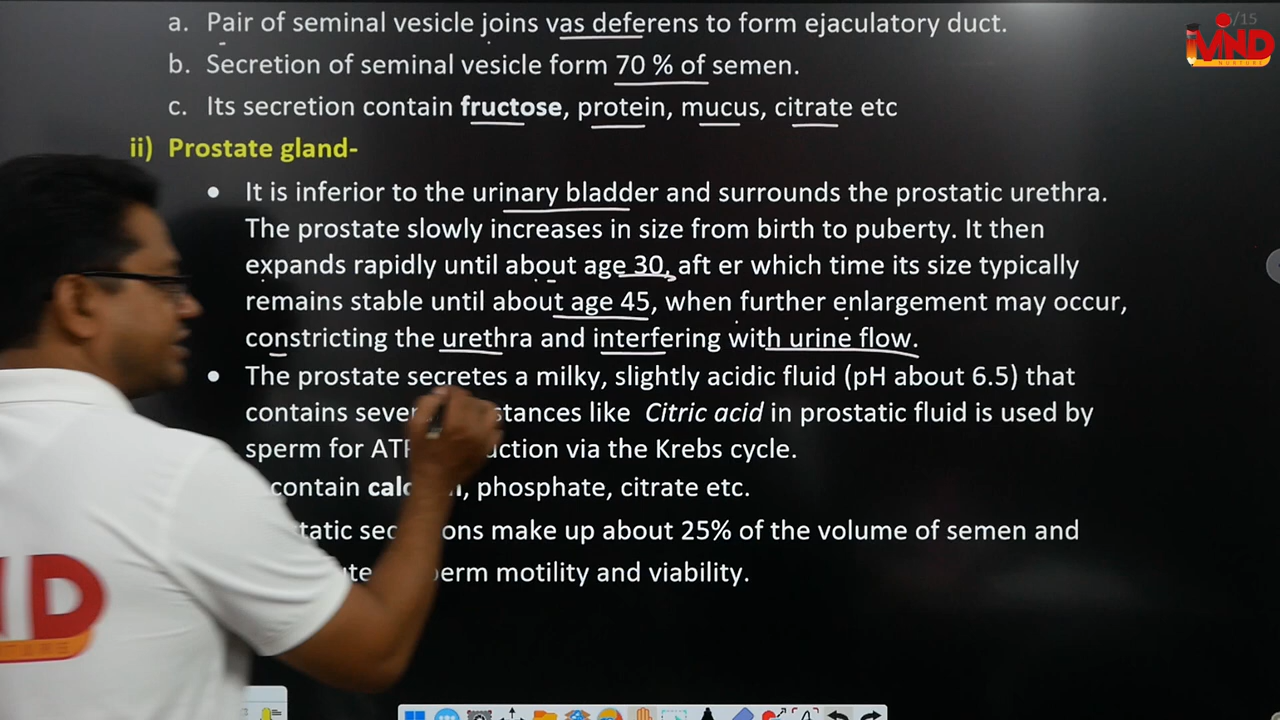 a. Pair of seminal vesicle joins vas deferens to form ejaculatory duct.
/15
MIND
NURTURE
b. Secretion of seminal vesicle form 70 % of semen.
c. Its secretion contain fructose, protein, mucus, citrate etc
ii) Prostate gland-
• It is inferior to the urinary bladder and surrounds the prostatic urethra.
The prostate slowly increases in size from birth to puberty. It then
expands rapidly until about age 30, aft er which time its size typically
remains stable until about age 45, when further enlargement may occur,
constricting the urethra and interfering with urine flow.
• The prostate secretes a milky, slightly acidic fluid (pH about 6.5) that
contains stances like Citric acid in prostatic fluid is used by
sperm for uction via the Krebs cycle.
contain phosphate, citrate etc.
tatic make up about 25% of the volume of semen and
erm motility and viability.
ND